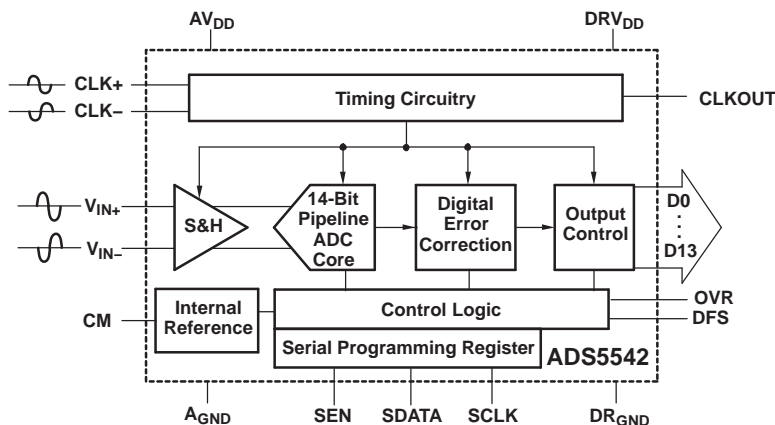 AVDD
DRVDD
CLK+
CLK−
Timing Circuitry
CLKOUT
VIN+
VIN−
S&H
14-Bit
Pipeline
ADC
Core
Digital
Error
Correction
Output
Control
D0
D13
CM
Internal
Reference
Control Logic
OVR
DFS
Serial Programming Register
ADS5542
AGND
SEN
SDATA
SCLK
DRGND